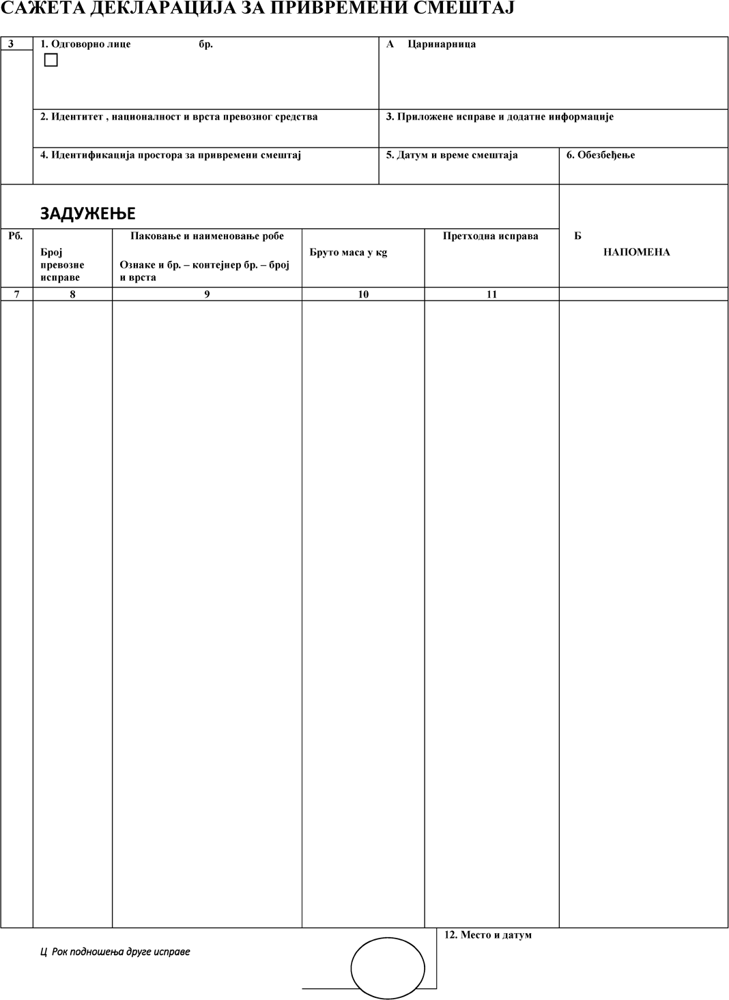 САЖЕТА ДЕКЛАРАЦИЈА ЗА ПРИВРЕМЕНИ СМЕШТАЈ
3
1. Одговорно лице бр.
А Царинарница
2. Идентитет , националност и врста превозног средства
3. Приложене исправе и додатне информације
4. Идентификација простора за привремени смештај
5. Датум и време смештаја
6. Обезбеђење
ЗАДУЖЕЊЕ
Рб.
Број
превозне
исправе
Паковање и наименовање робе
Ознаке и бр. – контејнер бр. – број
и врста
Бруто маса у кg
Претходна исправа
Б
НАПОМЕНА
7 8 9 10 11
12. Место и датум
Ц Рок подношења друге исправе